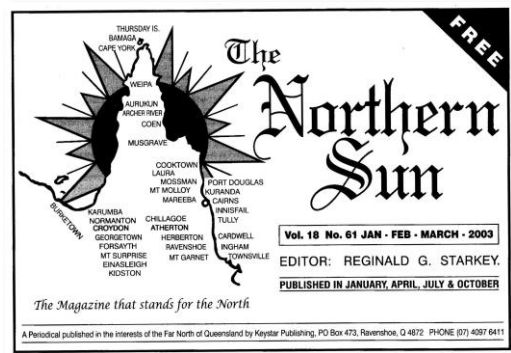 THURSDAY IS.
BAMAGA
CAPE YORK
WEIPA
AURUKUN
ARCHER RIVER
COEN
MUSGRAVE
COOKTOWN
LAURA
MOSSMAN
MT MOLLOY
MAREEBA
PORT DOUGLAS
KURANDA
CAIRNS
INNISFAIL
TULLY
BURKETOWN
KARUMBA
NORMANTON
CROYDON
GEORGETOWN
FORSAYTH
MT SURPRISE
EINASLEIGH
KIDSTON
CHILLAGOE
ATHERTON
HERBERTON
RAVENSHOE
MT GARNET
CARDWELL
INGHAM
TOWNSVILLE
The Magazine that stands for the North
FREE
The
Northern
Sun
Vol. 18 No. 61 JAN - FEB - MARCH - 2003
EDITOR: REGINALD G. STARKEY.
PUBLISHED IN JANUARY, APRIL, JULY & OCTOBER
A Periodical published in the interests of the Far North of Queensland by Keystar Publishing, PO Box 473, Ravenshoe, Q 4872 PHONE (07) 4097 6411